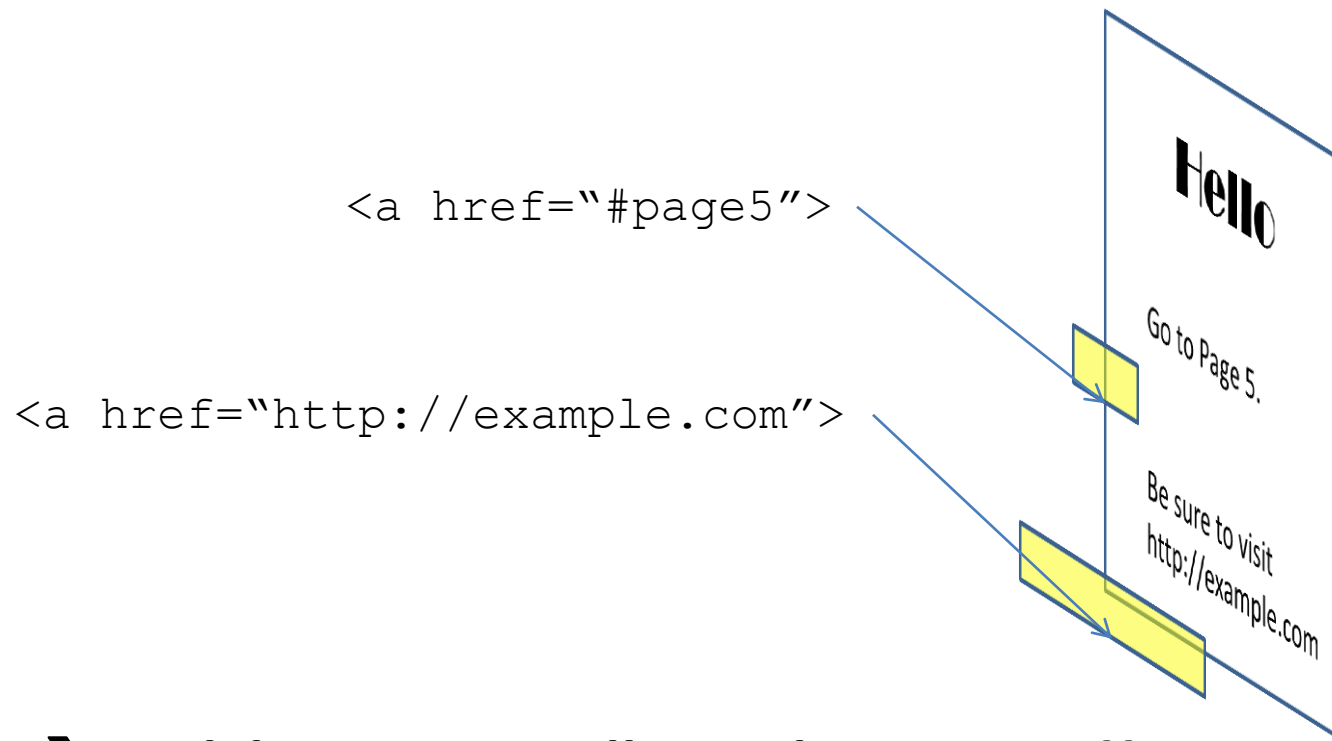 Hello
<a href=“#page5”>
Go to Page 5.
<a href=“http://example.com”>
Be sure to visit
http://example.com